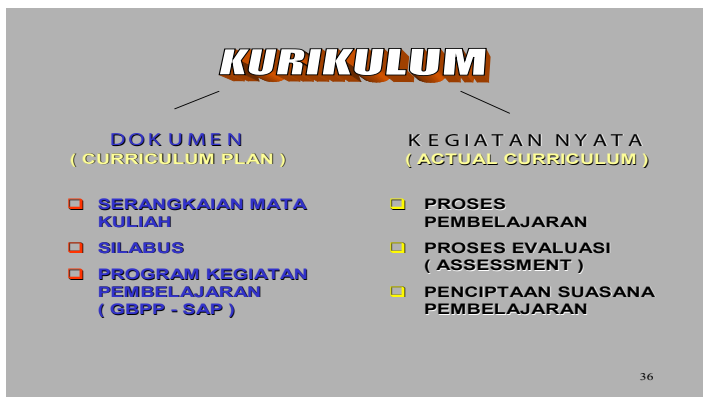 KURIKULUM
DOKUMEN
( CURRICULUM PLAN )
SERANGKAIAN MATA
KULIAH
SILABUS
PROGRAM KEGIATAN
PEMBELAJARAN
( GBPP - SAP )
KEGIATAN NYATA
( ACTUAL CURRICULUM )
PROSES
PEMBELAJARAN
PROSES EVALUASI
( ASSESSMENT )
PENCIPTAAN SUASANA
PEMBELAJARAN
36